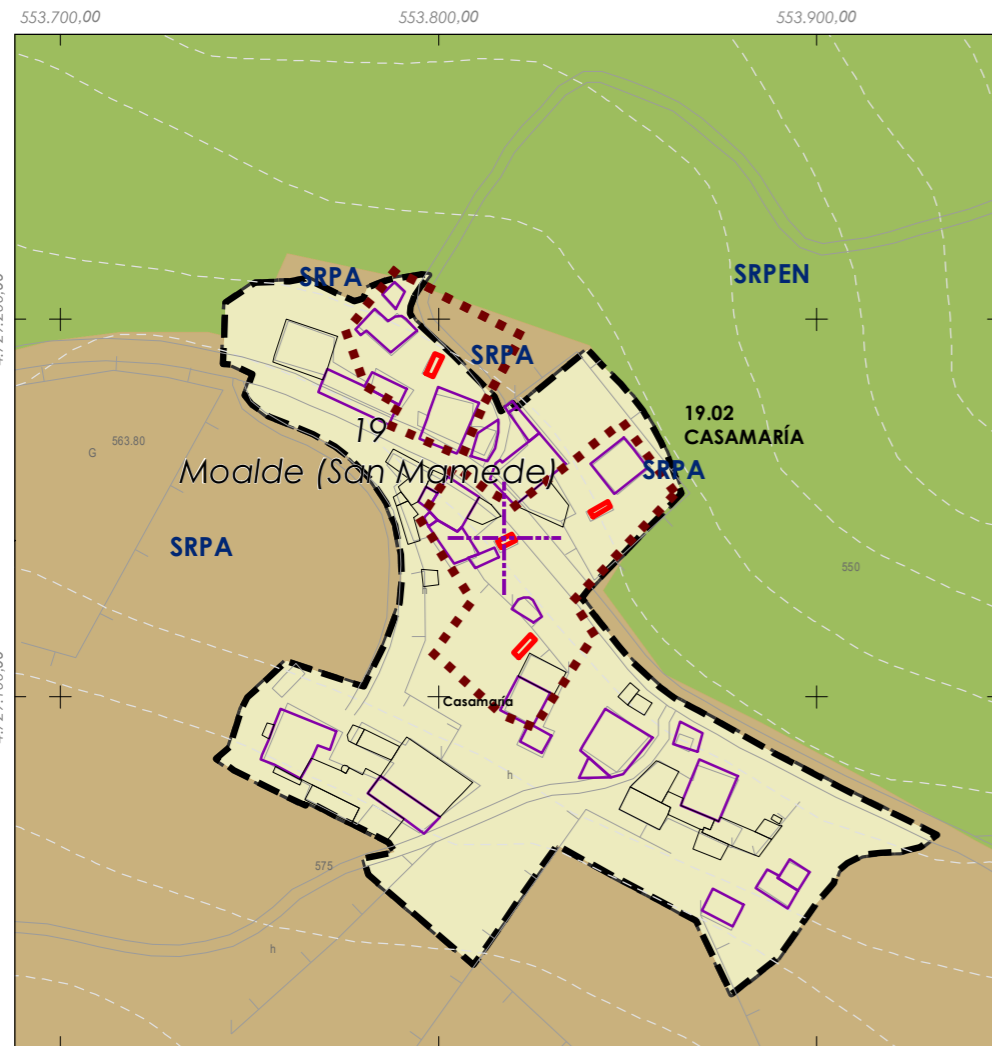 553.700,00
553.800,00
553.900,00
SRPA
SRPEN
SRPA
19.02
CASAMARÍA
19
Moalde (San Mamede)
SRPA
G
563.80
SRPA
550
h
Casamaría
h
575
h